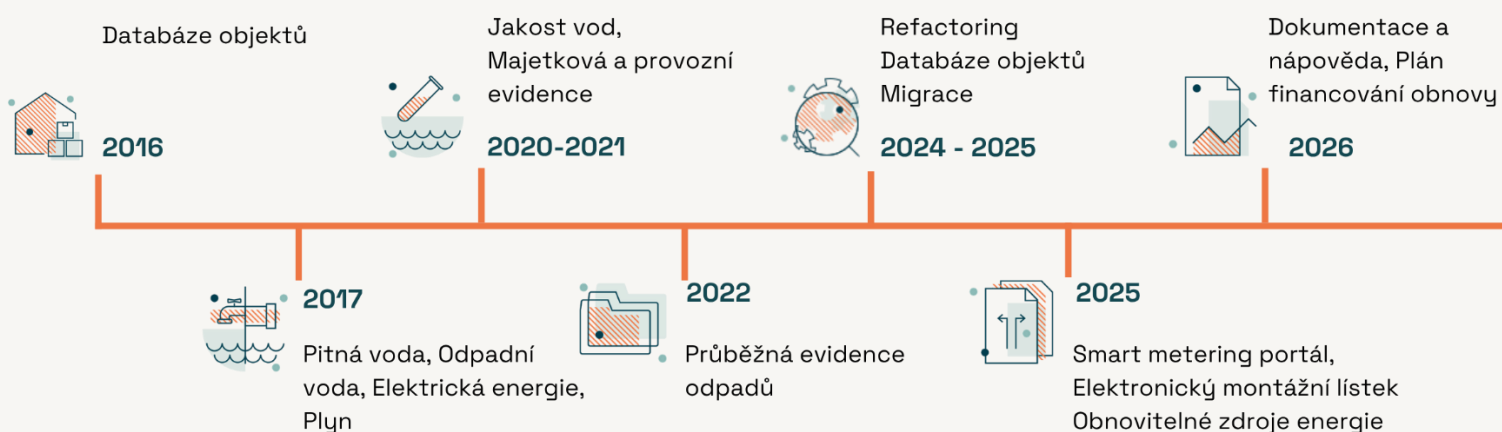 Databáze objektů
2016
Jakost vod,
Majetková a provozní
evidence
2020-2021
Refactoring
Databáze objektů
Migrace
2024 - 2025
Dokumentace a
nápověda, Plán
financování obnovy
2026
2017
Pitná voda, Odpadní
voda, Elektrická energie,
Plyn
2022
Průběžná evidence
odpadů
2025
Smart metering portál,
Elektronický montážní lístek
Obnovitelné zdroje energie